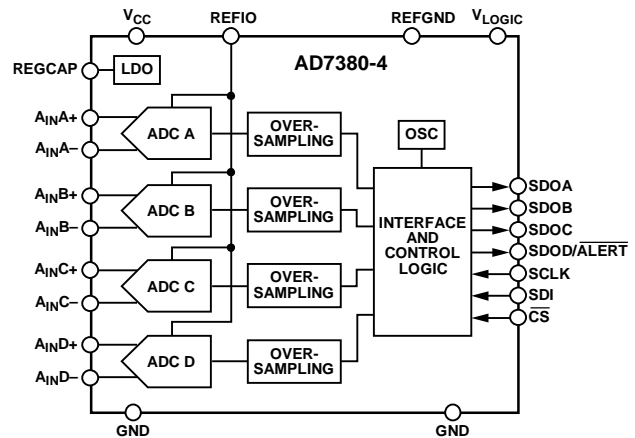 VCC
REFIO
REFGND
VLOGIC
AD7380-4
REGCAP
LDO
AINA+
AINA−
ADC A
OVER-
SAMPLING
OSC
AINB+
AINB−
ADC B
OVER-
SAMPLING
AINC+
AINC−
ADC C
OVER-
SAMPLING
AIND+
AIND−
ADC D
OVER-
SAMPLING
INTERFACE
AND
CONTROL
LOGIC
SDOA
SDOB
SDOC
SDOD/ALERT
SCLK
SDI
CS
GND
GND